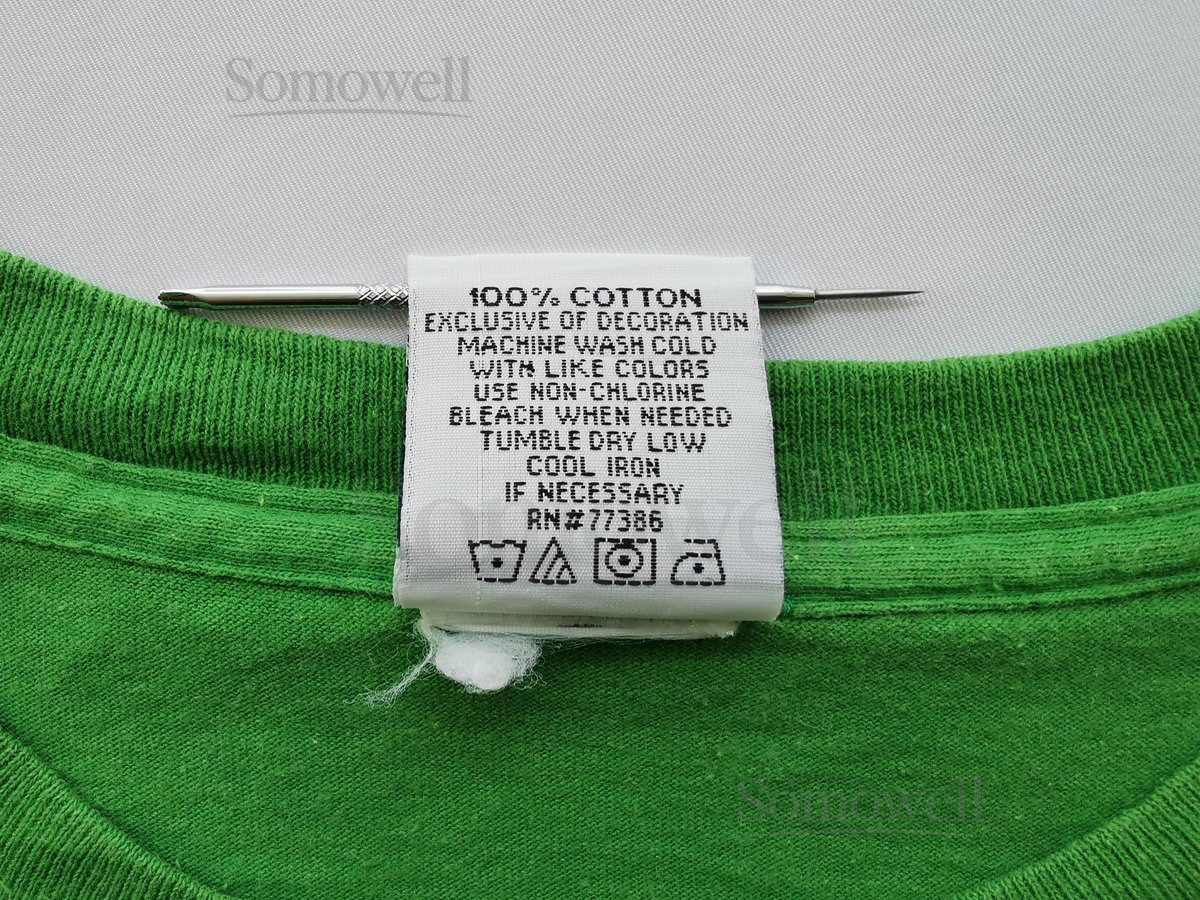 Somowell
100% COTTON
EXCLUSIVE OF DECORATION
MACHINE WASH COLD
WITH LIKE COLORS
USE NON-CHLORINE
BLEACH WHEN NEEDED
TUMBLE DRY LOW
COOL IRON
IF NECESSARY
RN#77386
Somowell